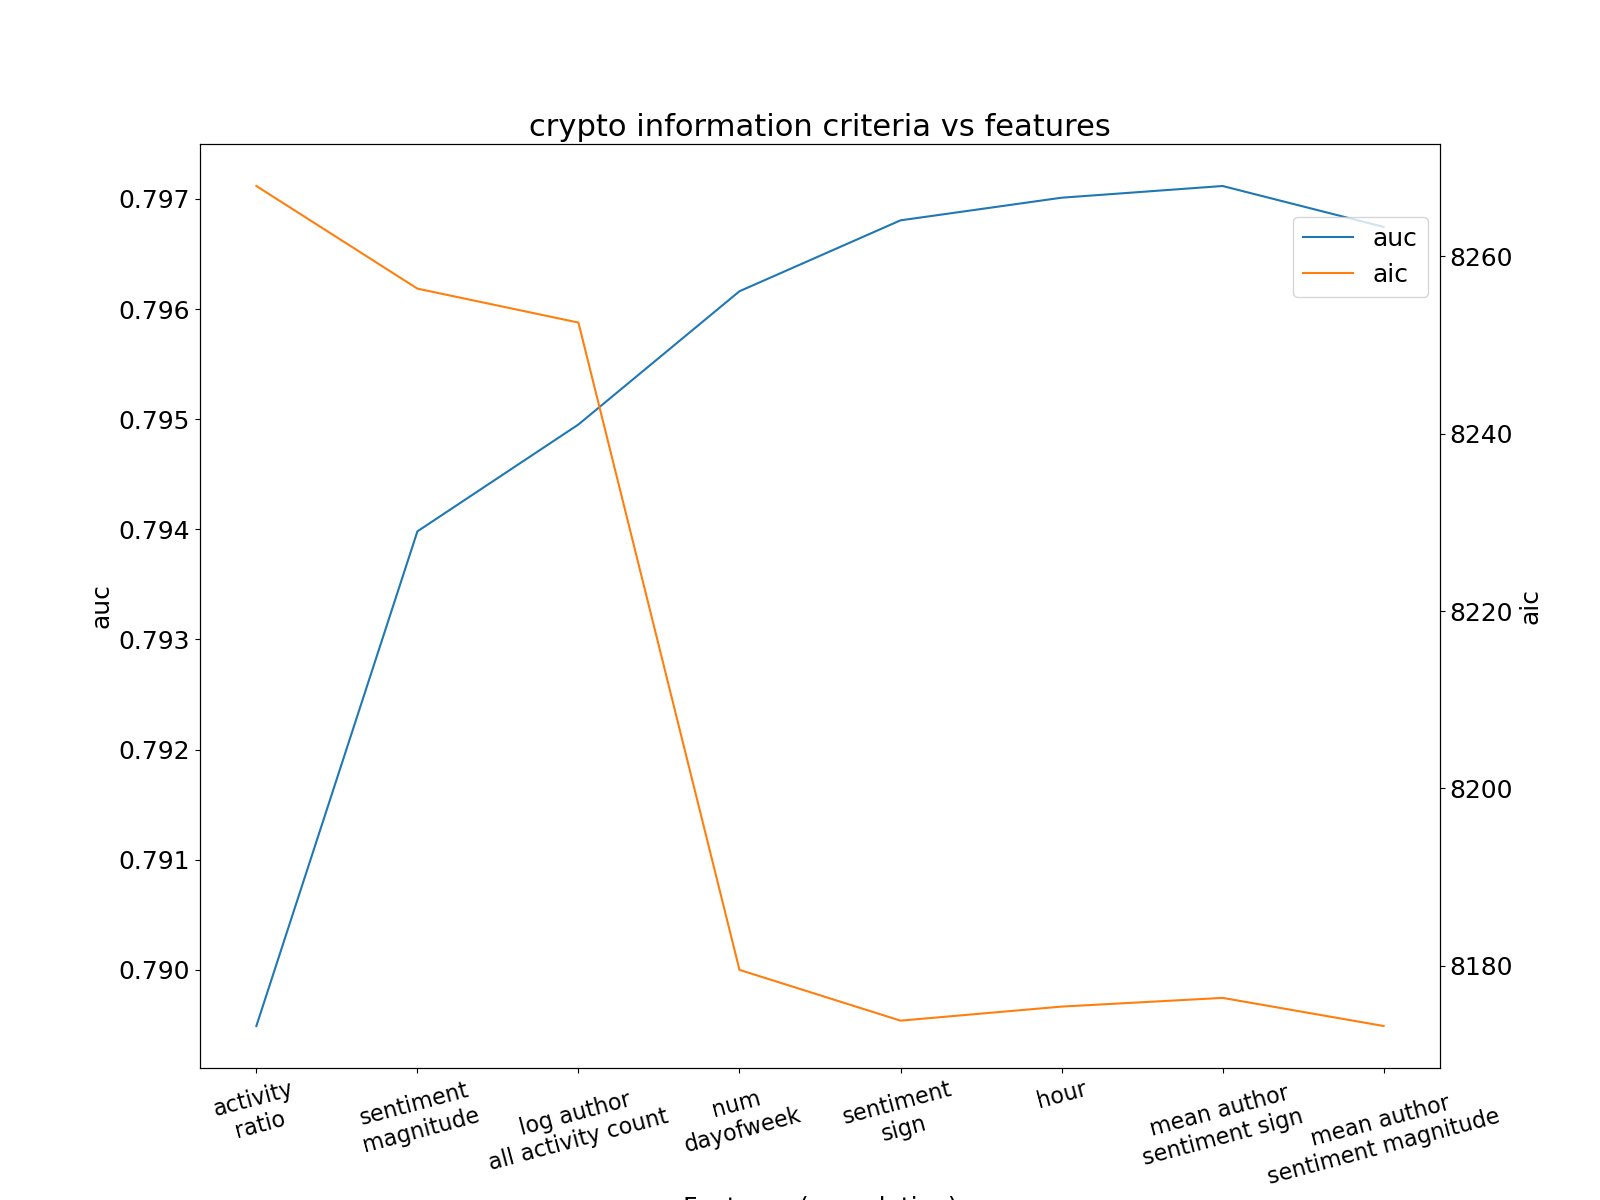 crypto information criteria vs features
0.797
0.796
0.795
0.794
0.793
0.792
0.791
0.790
auc
auc
aic
8260
8240
8220
8200
8180
aic
activity
ratio
sentiment
magnitude
log author
all activity count
num
dayofweek
sentiment
sign
hour
mean author
sentiment sign
mean author
sentiment magnitude